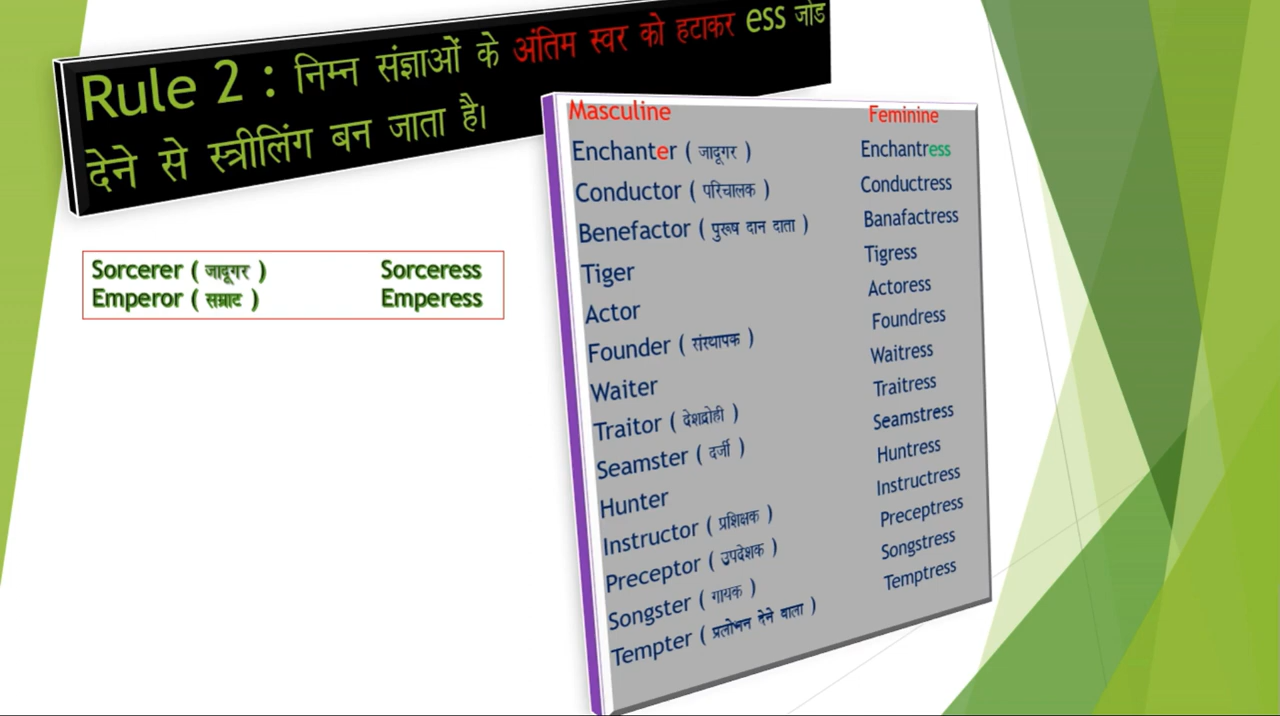 Rule 2 : निम्न संज्ञाओं के अंतिम स्वर को हटाकर ess जोड
देने से स्त्रीलिंग बन जाता है।
Sorcerer ( जादूगर ) Sorceress
Emperor ( सम्राट ) Emperess
Masculine Feminine
Enchanter ( जादूगर ) Enchantress
Conductor ( परिचालक ) Conductress
Benefactor ( पुरूष दान दाता ) Banafactress
Tiger Tigress
Actor Actoress
Founder ( संस्थापक ) Foundress
Waiter Waitress
Traitor ( देशद्रोही ) Traitress
Seamster ( दर्जी ) Seamstress
Hunter Huntress
Instructor ( प्रशिक्षक ) Instructress
Preceptor ( उपदेशक ) Preceptress
Songster ( गायक ) Songstress
Tempter ( प्रलोभन देने वाला ) Temptress